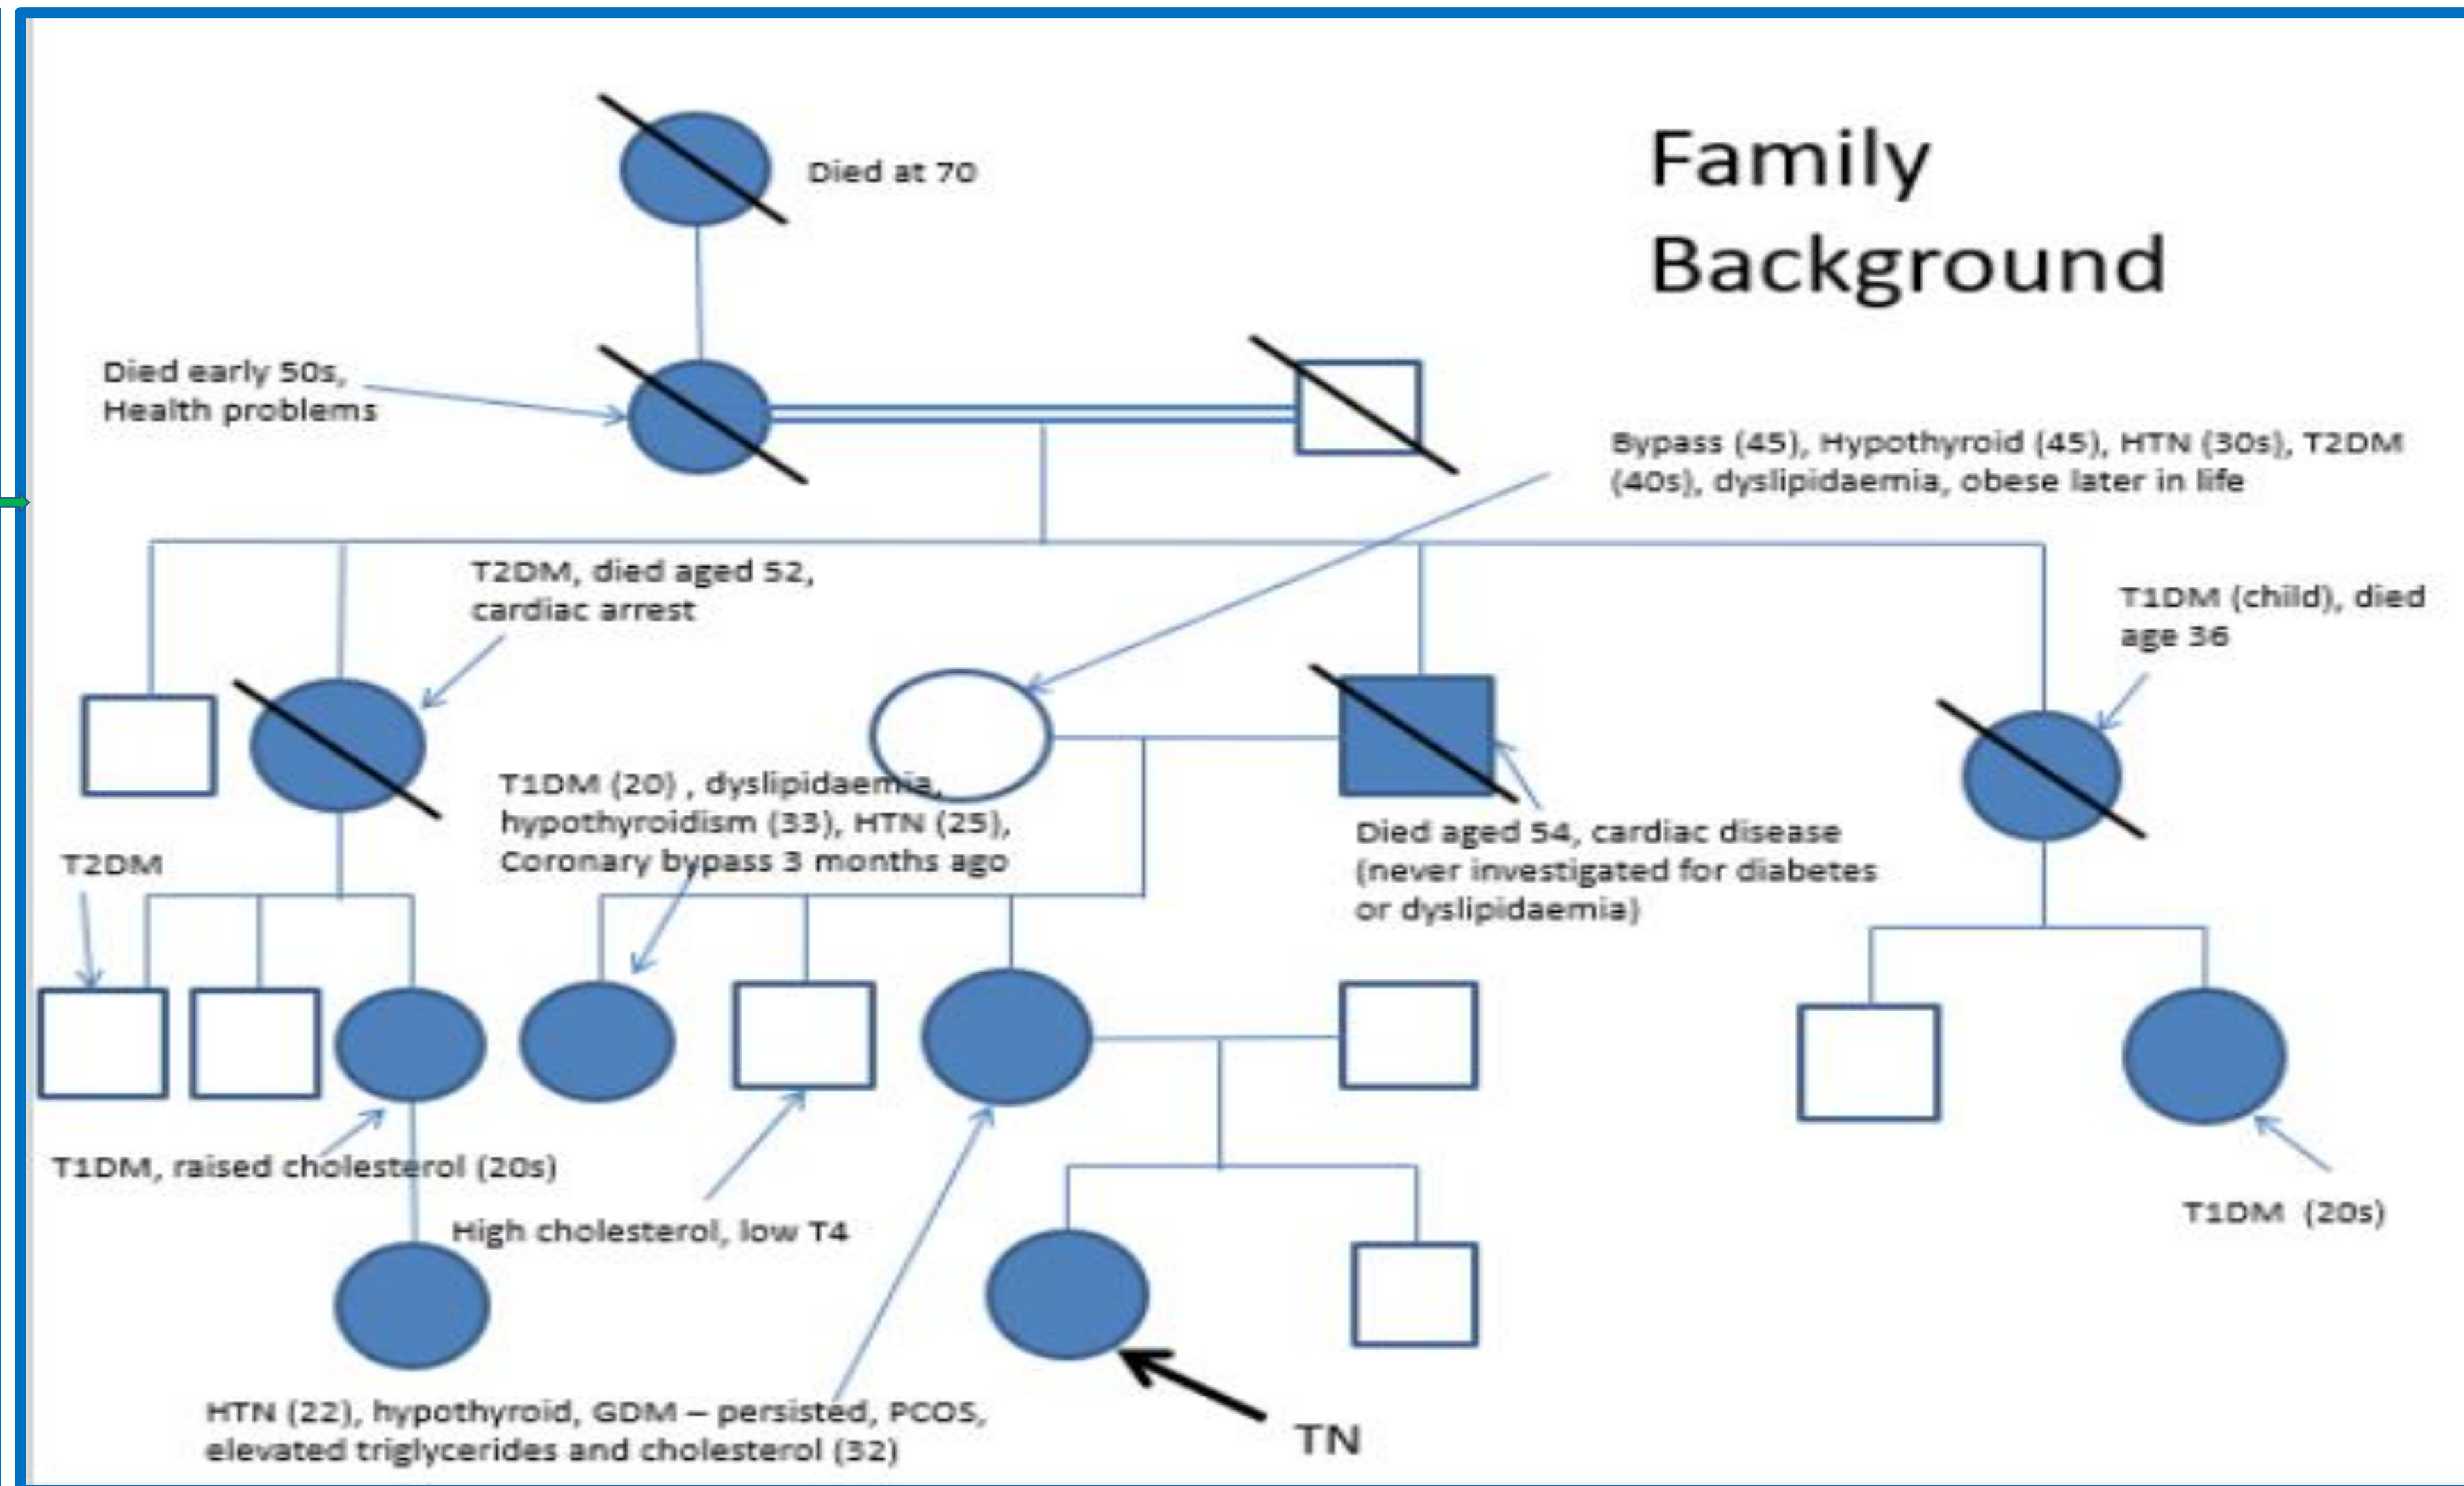 Family
Background
Died at 70
Died early 50s,
Health problems
Bypass (45), Hypothyroid (45), HTN (30s), T2DM
(40s), dyslipidaemia, obese later in life
T2DM, died aged 52,
cardiac arrest
T1DM (child), died
age 36
T1DM (20) , dyslipidaemia,
hypothyroidism (33), HTN (25),
Coronary bypass 3 months ago
Died aged 54, cardiac disease
(never investigated for diabetes
or dyslipidaemia)
T2DM
T1DM, raised cholesterol (20s)
High cholesterol, low T4
T1DM (20s)
HTN (22), hypothyroid, GDM – persisted, PCOS,
elevated triglycerides and cholesterol (32)
TN